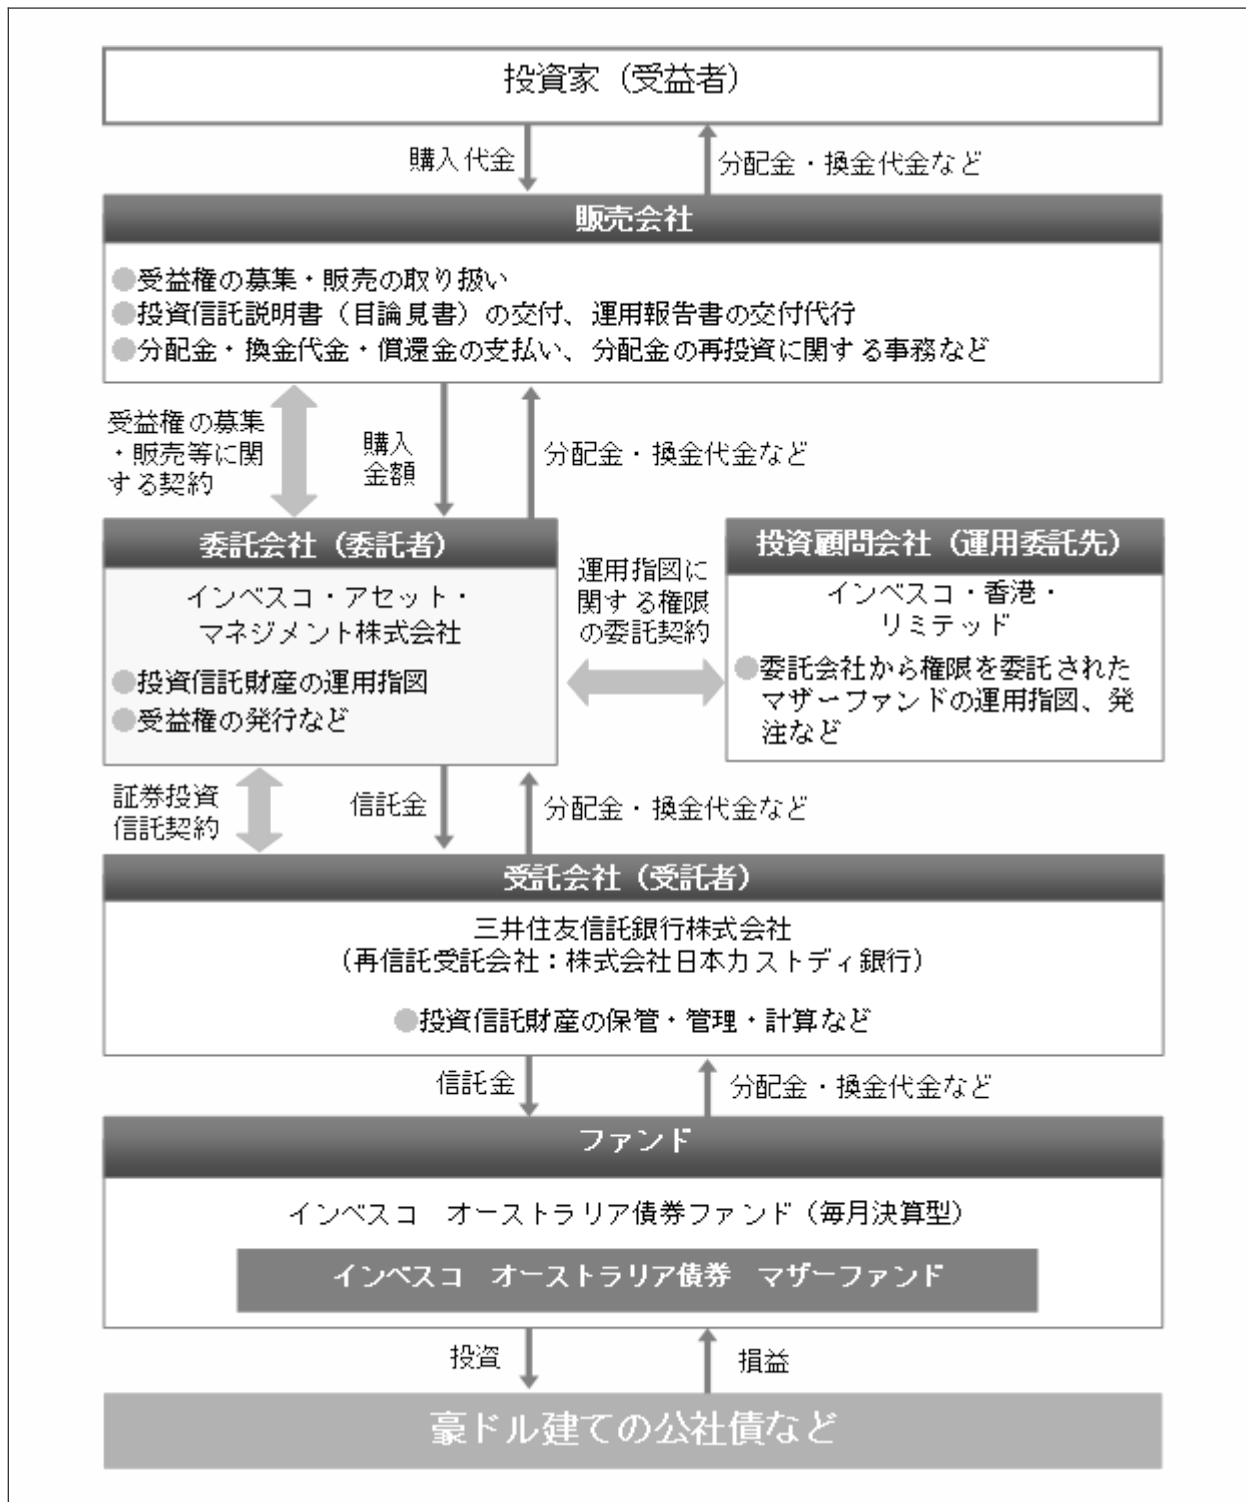 投資家（受益者）
購入代金
分配金・換金代金など
販売会社
●受益権の募集・販売の取り扱い
●投資信託説明書（目論見書）の交付、運用報告書の交付代行
●分配金・換金代金・償還金の支払い、分配金の再投資に関する事務など
受益権の募集
・販売等に関
する契約
購入
金額
分配金・換金代金など
委託会社（委託者）
インベスコ・アセット・
マネジメント株式会社
●投資信託財産の運用指図
●受益権の発行など
運用指図に
関する権限
の委託契約
投資顧問会社（運用委託先）
インベスコ・香港・
リミテッド
●委託会社から権限を委託された
マザーファンドの運用指図、発
注など
証券投資
信託契約
信託金
分配金・換金代金など
受託会社（受託者）
三井住友信託銀行株式会社
（再信託受託会社：株式会社日本カストディ銀行）
●投資信託財産の保管・管理・計算など
信託金
分配金・換金代金など
ファンド
インベスコ　オーストラリア債券ファンド（毎月決算型）
インベスコ　オーストラリア債券　マザーファンド
投資
損益
豪ドル建ての公社債など